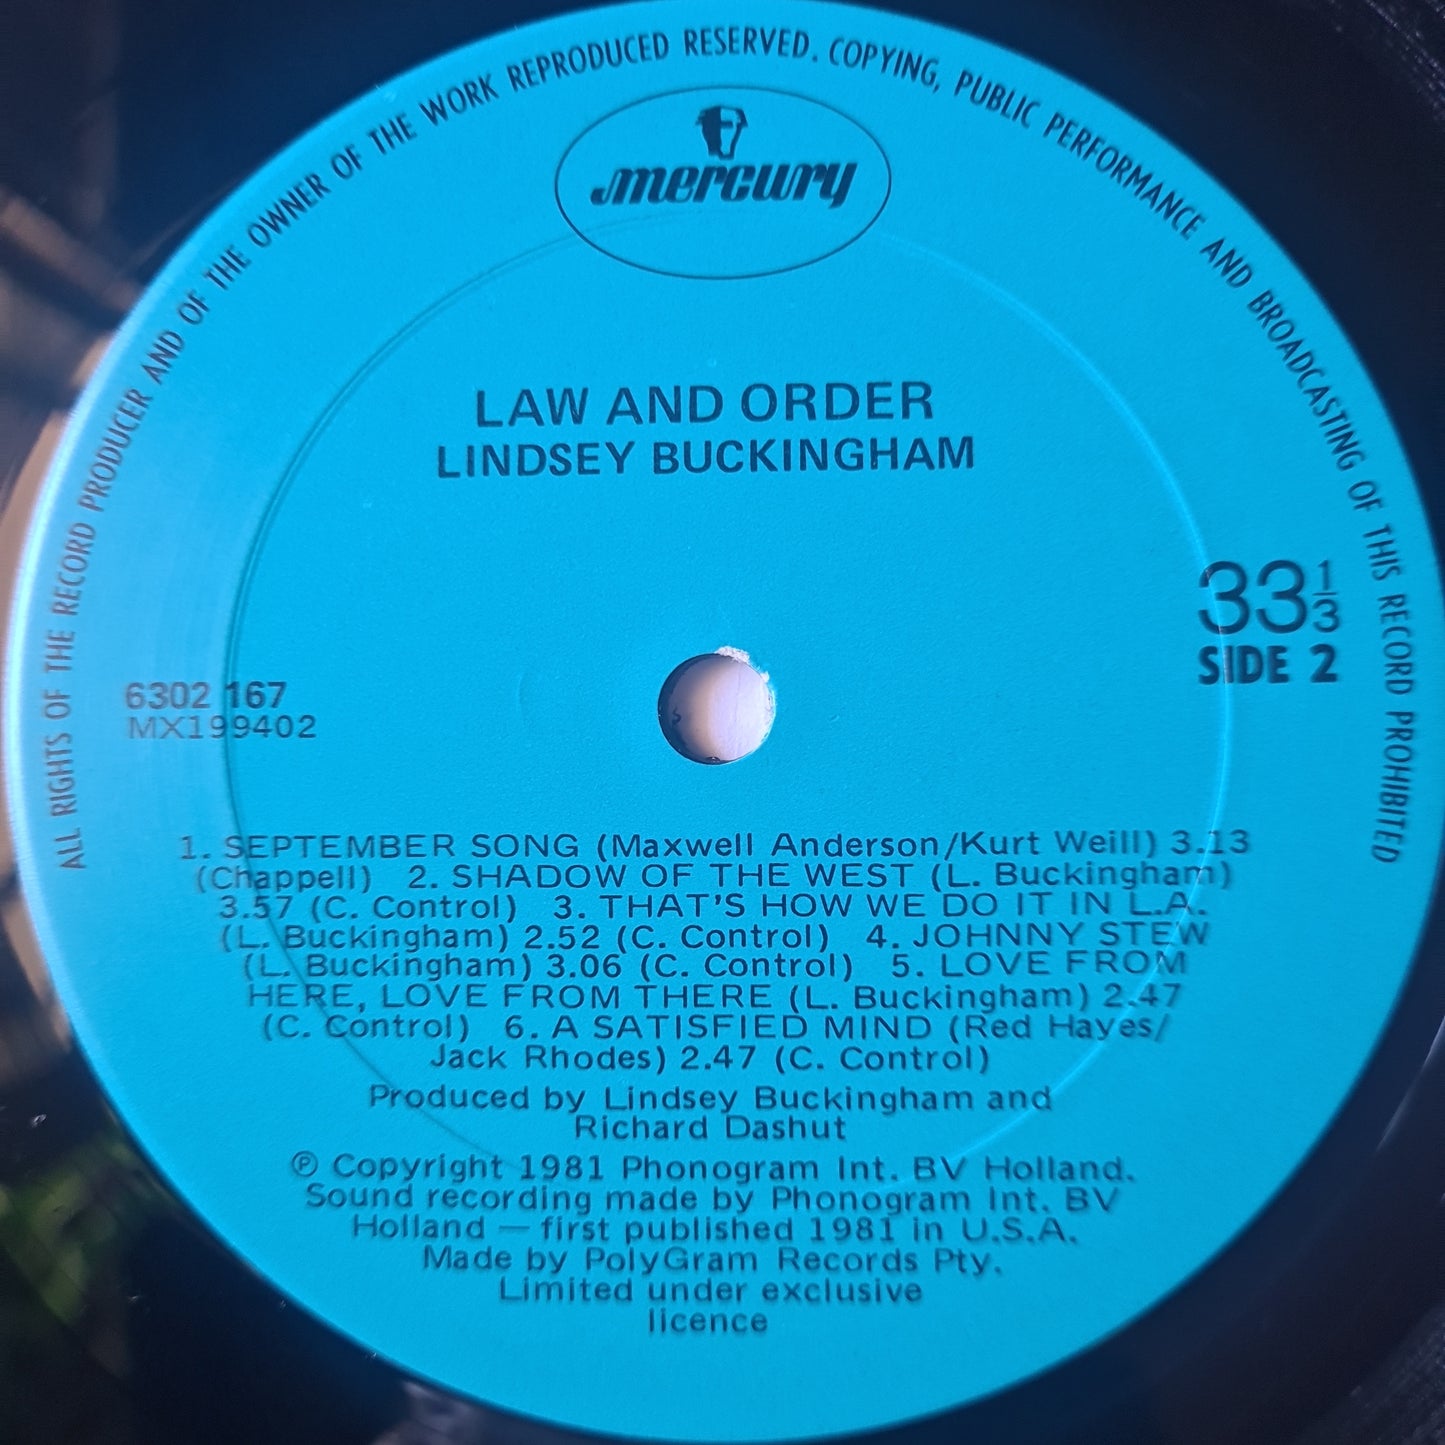 ALL RIGHTS OF THE RECORD PRODUCER AND OF THE OWNER OF THE WORK REPRODUCED RESERVED. COPYING, PUBLIC PERFORMANCE AND BROADCASTING OF THIS RECORD PROHIBITED
mercury
LAW AND ORDER
LINDSEY BUCKINGHAM
33 1/3
SIDE 2
6302 167
MX199402
1. SEPTEMBER SONG (Maxwell Anderson/Kurt Weill) 3.13
(Chappell) 2. SHADOW OF THE WEST (L. Buckingham)
3.57 (C. Control) 3. THAT'S HOW WE DO IT IN L.A.
(L. Buckingham) 2.52 (C. Control) 4. JOHNNY STEW
(L. Buckingham) 3.06 (C. Control) 5. LOVE FROM
HERE, LOVE FROM THERE (L. Buckingham) 2.47
(C. Control) 6. A SATISFIED MIND (Red Hayes/
Jack Rhodes) 2.47 (C. Control)
Produced by Lindsey Buckingham and
Richard Dashut
℗ Copyright 1981 Phonogram Int. BV Holland.
Sound recording made by Phonogram Int. BV
Holland — first published 1981 in U.S.A.
Made by PolyGram Records Pty.
Limited under exclusive
licence